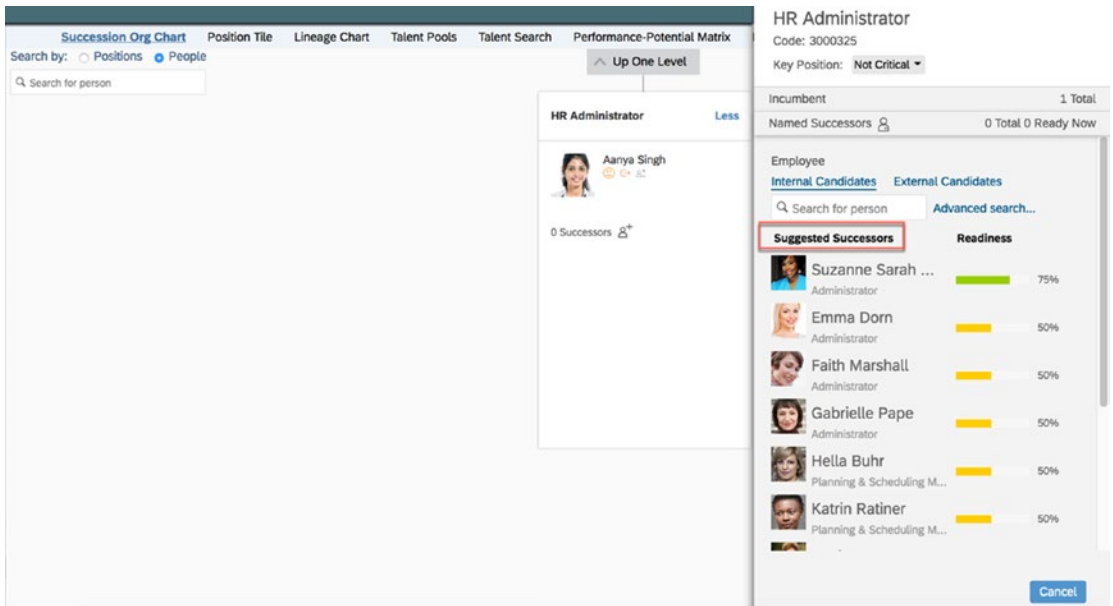 Succession Org Chart Position Tile Lineage Chart Talent Pools Talent Search Performance-Potential Matrix
Search by: Positions People
Search for person
Up One Level
HR Administrator Less
Aanya Singh
0 Successors
HR Administrator
Code: 3000325
Key Position: Not Critical
Incumbent 1 Total
Named Successors 0 Total 0 Ready Now
Employee
Internal Candidates External Candidates
Search for person Advanced search...
Suggested Successors Readiness
Suzanne Sarah ... 75%
Administrator
Emma Dorn 50%
Administrator
Faith Marshall 50%
Administrator
Gabrielle Pape 50%
Administrator
Hella Buhr 50%
Planning & Scheduling M...
Katrin Ratiner 50%
Planning & Scheduling M...
Cancel